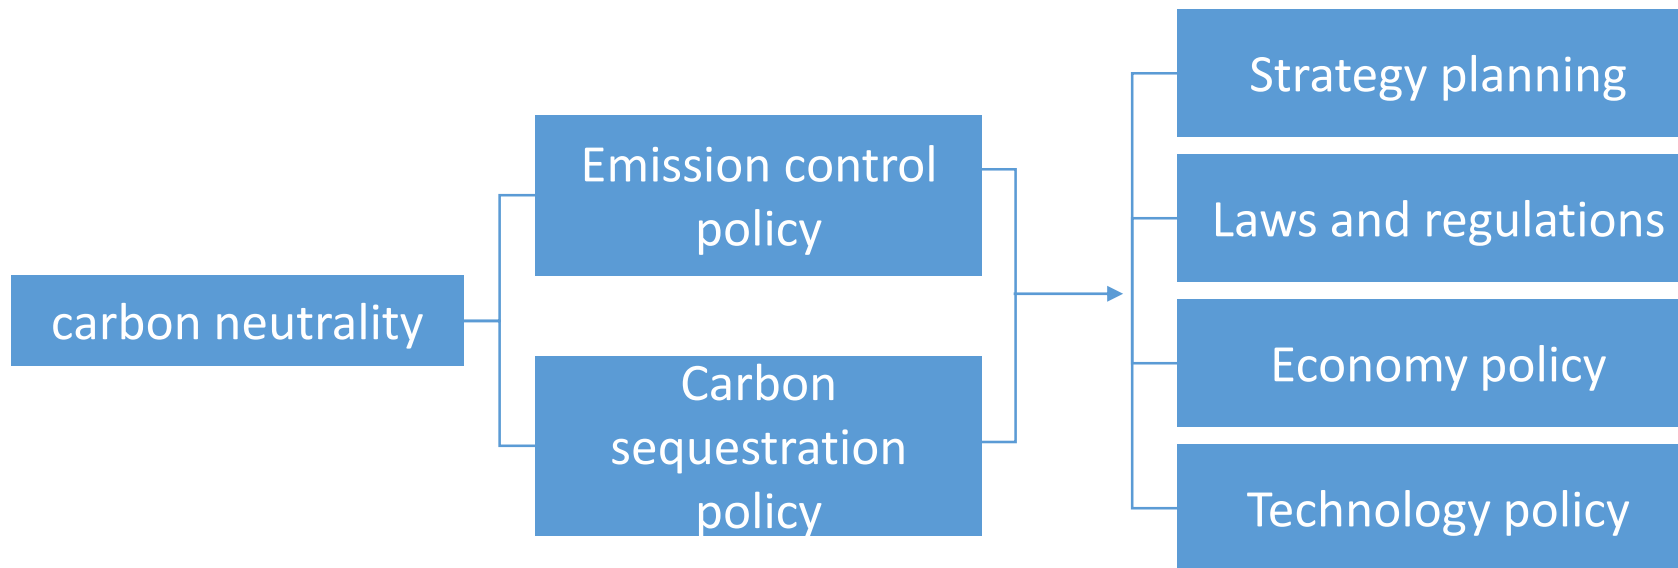 carbon neutrality
Emission control
policy
Carbon
sequestration
policy
Strategy planning
Laws and regulations
Economy policy
Technology policy